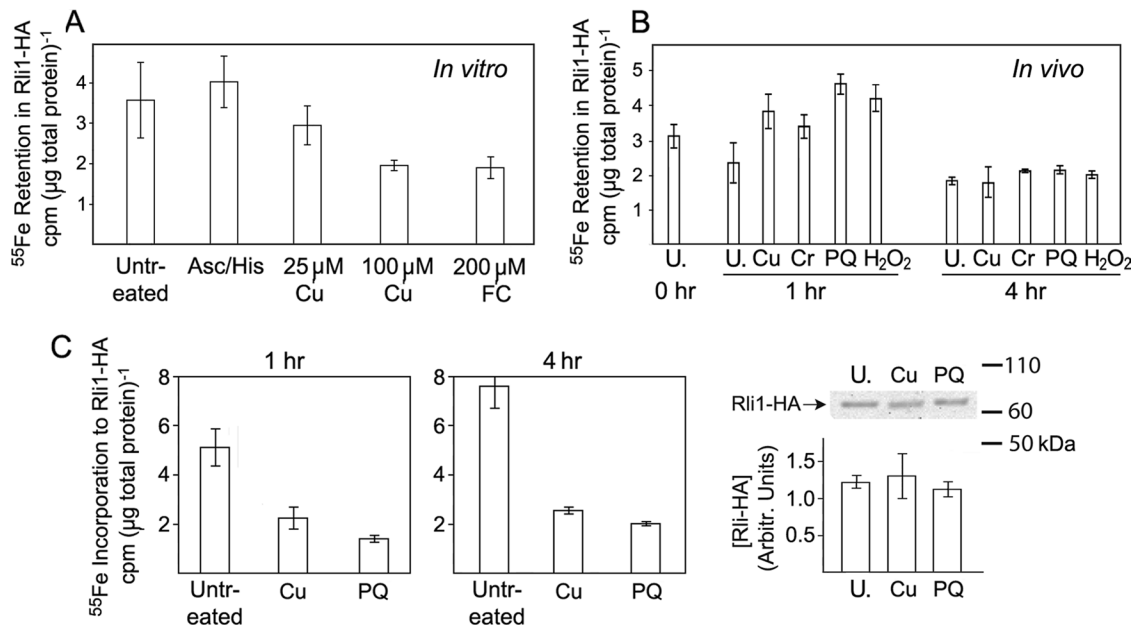 A
⁵⁵Fe Retention in Rli1-HA
cpm (μg total protein)⁻¹
4
3
2
1
In vitro
Untr-
eated
Asc/His
25 μM
Cu
100 μM
Cu
200 μM
FC
B
⁵⁵Fe Retention in Rli1-HA
cpm (μg total protein)⁻¹
5
4
3
2
1
In vivo
U.
U. Cu Cr PQ H₂O₂
U. Cu Cr PQ H₂O₂
0 hr
1 hr
4 hr
C
⁵⁵Fe Incorporation to Rli1-HA
cpm (μg total protein)⁻¹
1 hr
8
6
4
2
Untr-
eated
Cu
PQ
4 hr
8
6
4
2
Untr-
eated
Cu
PQ
U. Cu PQ
Rli1-HA
110
60
50 kDa
[Rli-HA]
(Arbitr. Units)
1.5
1.0
0.5
U. Cu PQ